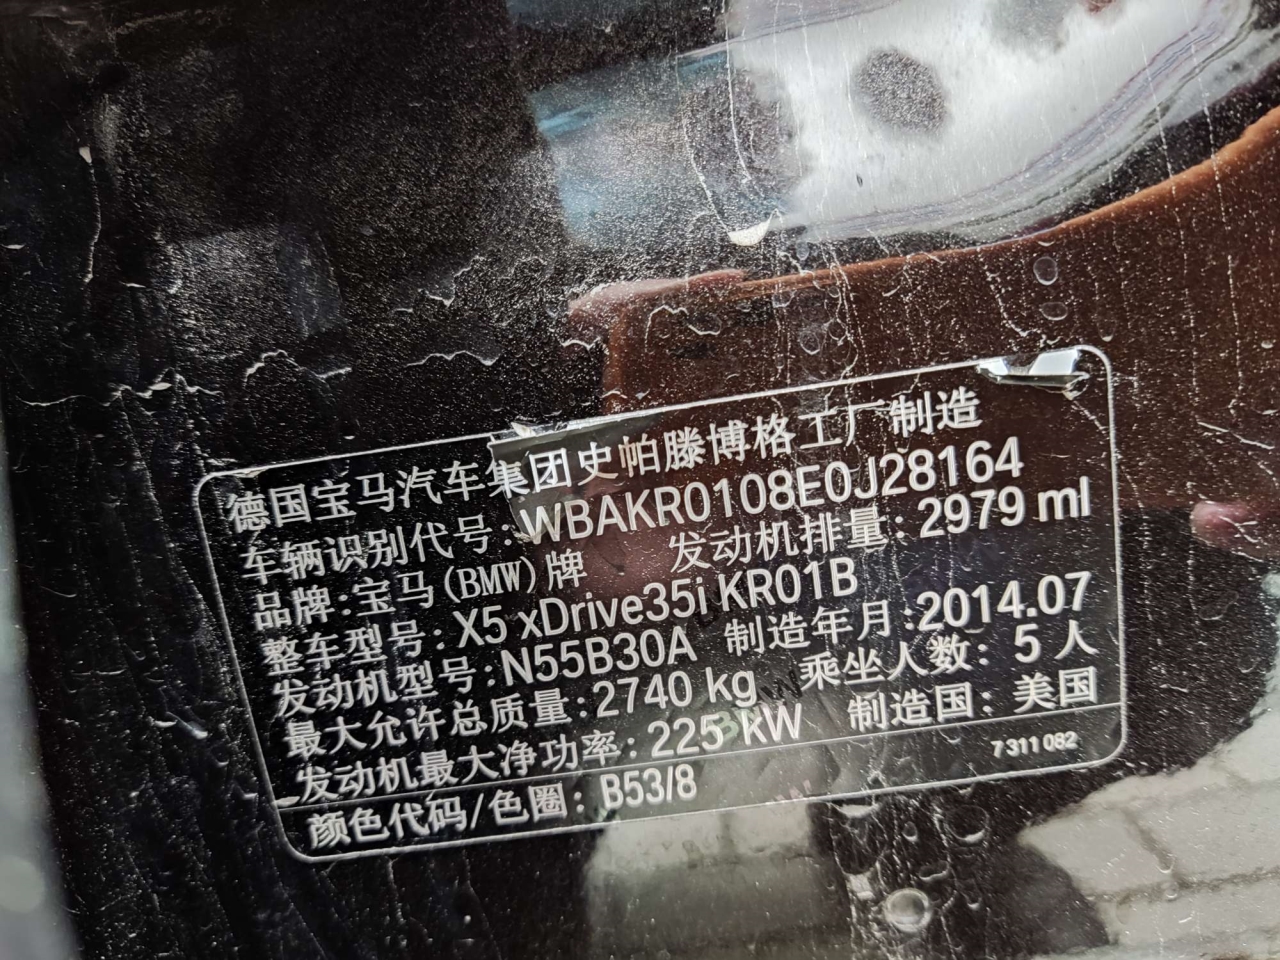 德国宝马汽车集团史帕滕博格工厂制造
车辆识别代号:WBAKR0108E0J28164
品牌:宝马(BMW)牌 发动机排量:2979 ml
整车型号:X5 xDrive35i KR01B
发动机型号:N55B30A 制造年月:2014.07
最大允许总质量:2740 kg 乘坐人数:5人
发动机最大净功率:225 KW 制造国:美国
7 311 082
颜色代码/色圈:B53/8